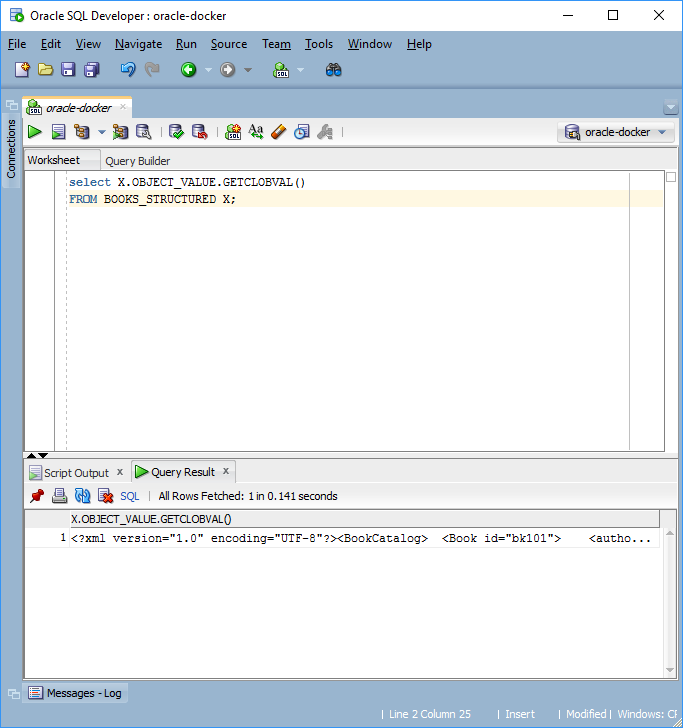 Oracle SQL Developer : oracle-docker
File Edit View Navigate Run Source Team Tools Window Help
SQL
oracle-docker
Connections
oracle-docker
Worksheet Query Builder
select X.OBJECT_VALUE.GETCLOBVAL()
FROM BOOKS_STRUCTURED X;
Script Output x Query Result x
SQL | All Rows Fetched: 1 in 0.141 seconds
X.OBJECT_VALUE.GETCLOBVAL()
1 <?xml version="1.0" encoding="UTF-8"?><BookCatalog> <Book id="bk101"> <autho...
Messages - Log
| Line 2 Column 25 | Insert | Modified | Windows: CF